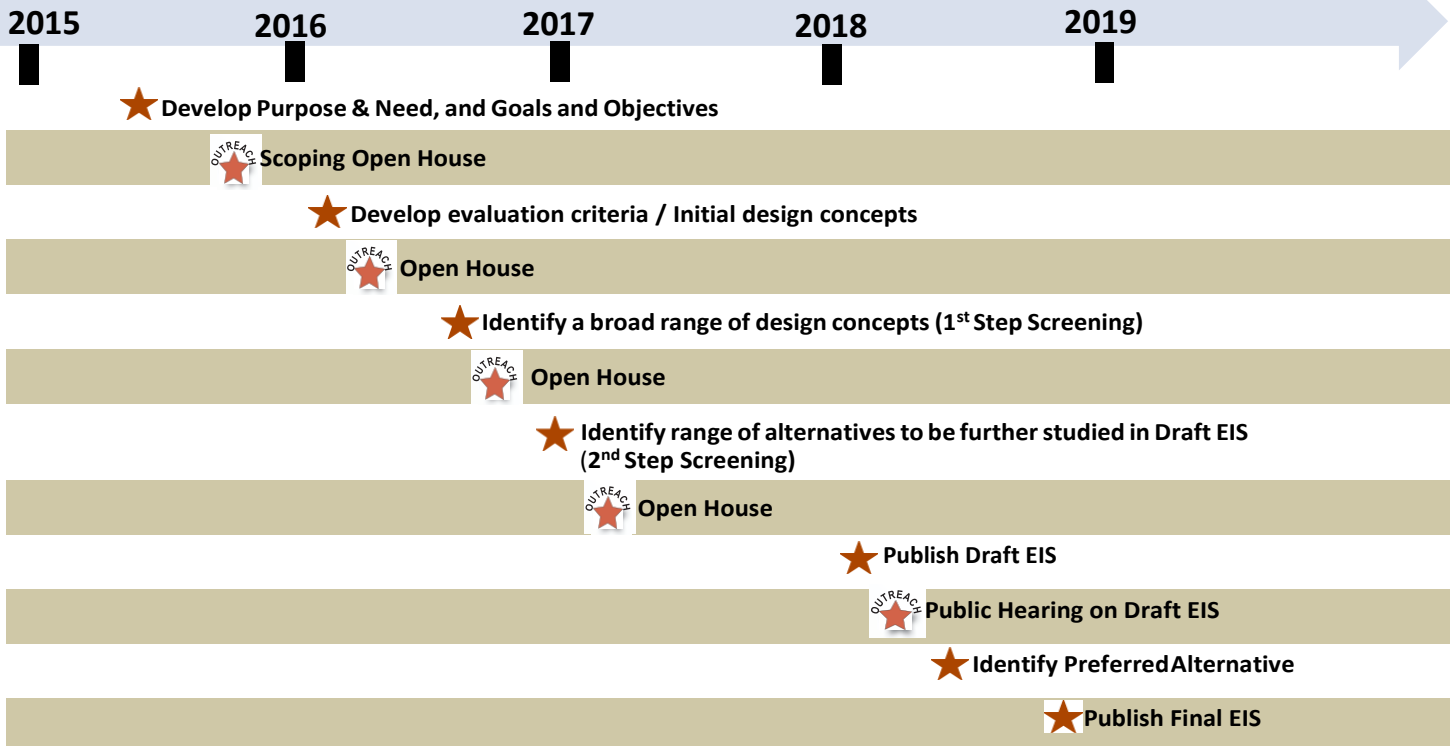 2015 2016 2017 2018 2019
Develop Purpose & Need, and Goals and Objectives
OUTREACH
Scoping Open House
Develop evaluation criteria / Initial design concepts
OUTREACH
Open House
Identify a broad range of design concepts (1st Step Screening)
OUTREACH
Open House
Identify range of alternatives to be further studied in Draft EIS
(2nd Step Screening)
OUTREACH
Open House
Publish Draft EIS
OUTREACH
Public Hearing on Draft EIS
Identify Preferred Alternative
Publish Final EIS